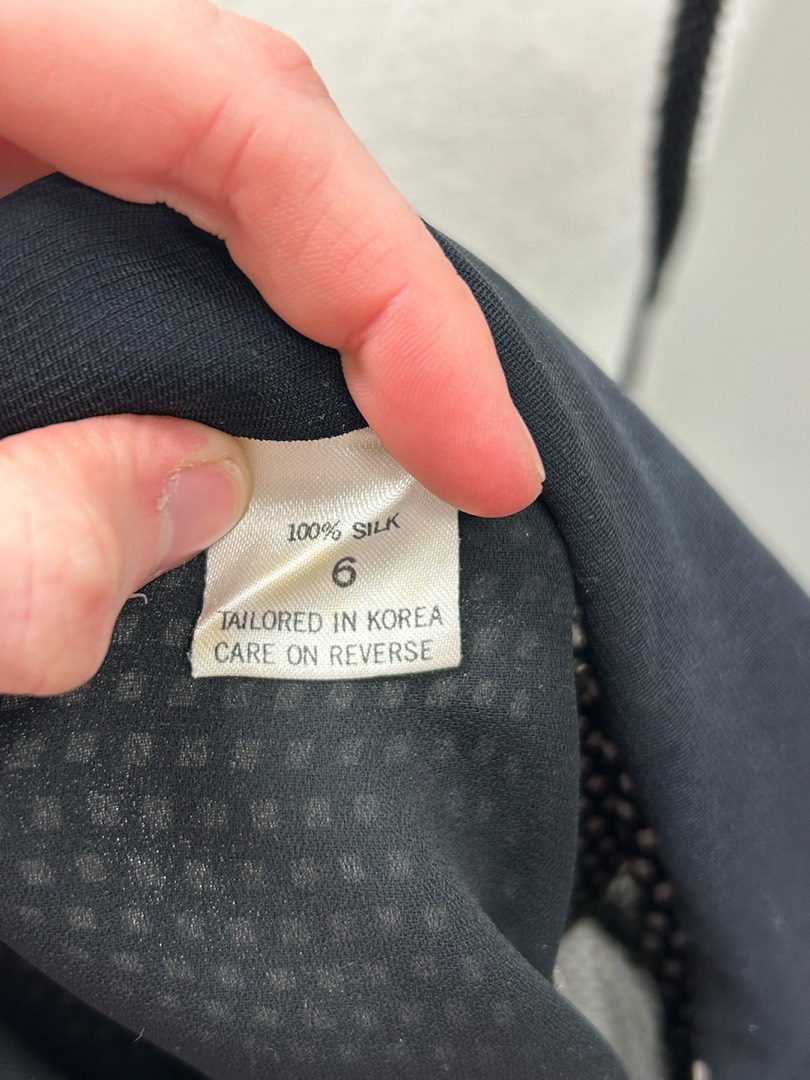 100% SILK
6
TAILORED IN KOREA
CARE ON REVERSE